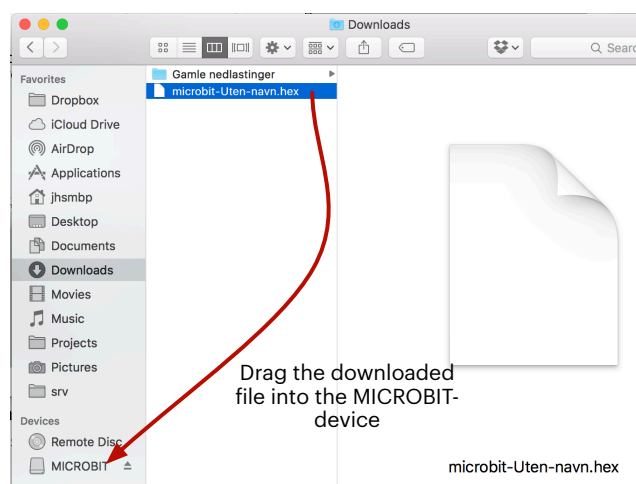 Downloads
Q Searc
Favorites
Dropbox
iCloud Drive
AirDrop
Applications
jhsmbp
Desktop
Documents
Downloads
Movies
Music
Projects
Pictures
srv
Devices
Remote Disc
MICROBIT
Gamle nedlastinger
microbit-Uten-navn.hex
Drag the downloaded
file into the MICROBIT-
device
microbit-Uten-navn.hex